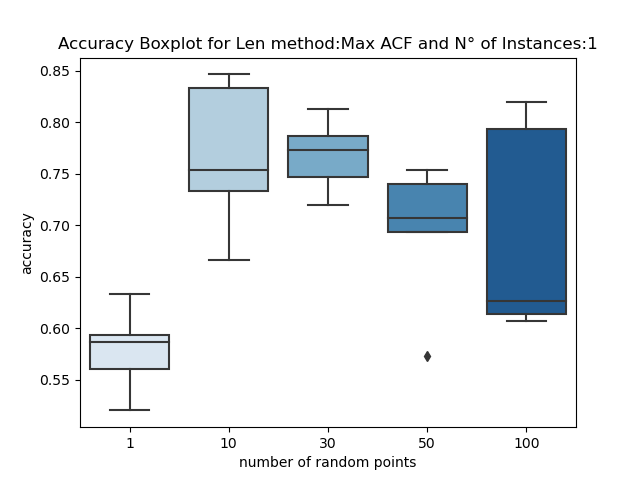 Accuracy Boxplot for Len method:Max ACF and N° of Instances:1
0.85
0.80
0.75
0.70
0.65
0.60
0.55
accuracy
1 10 30 50 100
number of random points